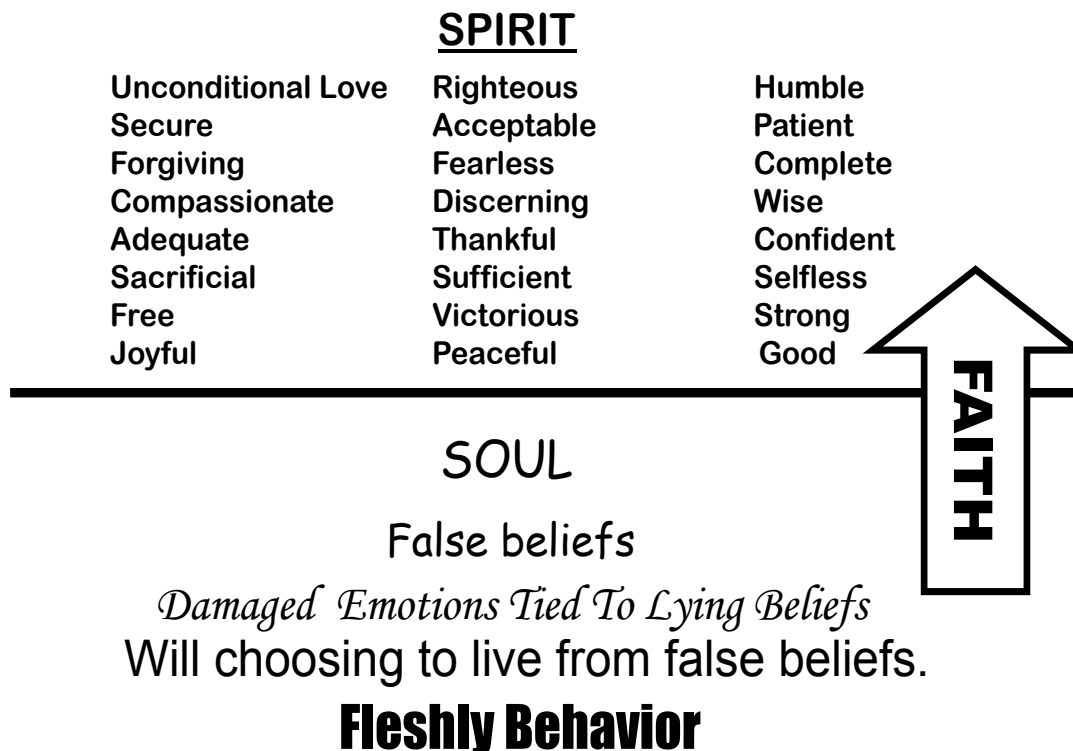 SPIRIT
Unconditional Love Righteous Humble
Secure Acceptable Patient
Forgiving Fearless Complete
Compassionate Discerning Wise
Adequate Thankful Confident
Sacrificial Sufficient Selfless
Free Victorious Strong
Joyful Peaceful Good
FAITH
SOUL
False beliefs
Damaged Emotions Tied To Lying Beliefs
Will choosing to live from false beliefs.
Fleshly Behavior